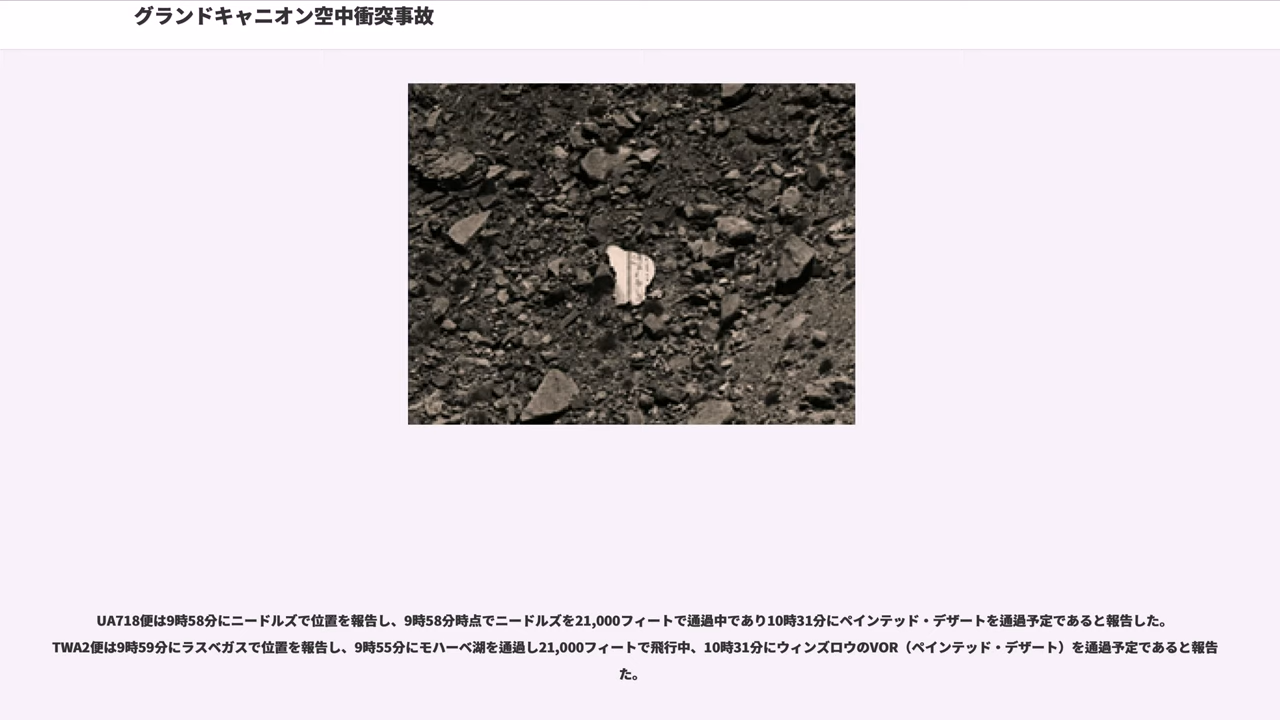 グランドキャニオン空中衝突事故
UA718便は9時58分にニードルズで位置を報告し、9時58分時点でニードルズを21,000フィートで通過中であり10時31分にペインテッド・デザートを通過予定であると報告した。
TWA2便は9時59分にラスベガスで位置を報告し、9時55分にモハーベ湖を通過し21,000フィートで飛行中、10時31分にウィンズロウのVOR（ペインテッド・デザート）を通過予定であると報告
た。